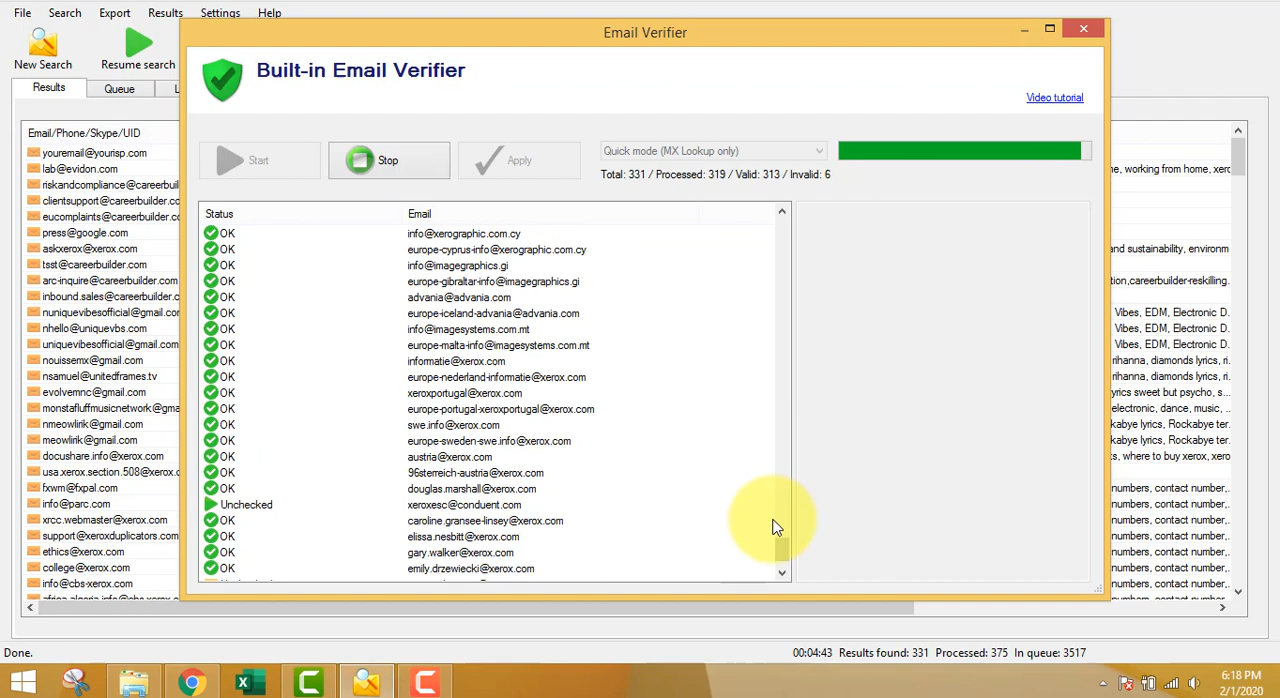 File Search Export Results Settings Help
Email Verifier
New Search
Resume search
Built-in Email Verifier
Video tutorial
Results Queue
Start Stop Apply
Quick mode (MX Lookup only)
Total: 331 / Processed: 319 / Valid: 313 / Invalid: 6
Email/Phone/Skype/UID
youremail@yourisp.com
lab@evidon.com
riskandcompliance@careerbuil
clientsupport@careerbuilder.c
eucomplaints@careerbuilder.
press@google.com
askxerox@xerox.com
tsst@careerbuilder.com
arc-inquire@careerbuilder.com
inbound.sales@careerbuilder.c
nuniquevibesofficial@gmail.co
nhello@uniquevbs.com
uniquevibesofficial@gmail.com
nouissemx@gmail.com
nsamuel@unitedframes.tv
evolvemnc@gmail.com
monstafluffmusicnetwork@gma
nmeowlirik@gmail.com
meowlirik@gmail.com
docushare.info@xerox.com
usa.xerox.section.508@xerox.c
fxwm@fxpal.com
info@parc.com
xrcc.webmaster@xerox.com
support@xeroxduplicators.com
ethics@xerox.com
college@xerox.com
info@cbs-xerox.com
africa.algeria.info@cbs.xerox.
Status Email
OK info@xerographic.com.cy
OK europe-cyprus-info@xerographic.com.cy
OK info@imagegraphics.gi
OK europe-gibraltar-info@imagegraphics.gi
OK advania@advania.com
OK europe-iceland-advania@advania.com
OK info@imagesystems.com.mt
OK europe-malta-info@imagesystems.com.mt
OK informatie@xerox.com
OK europe-nederland-informatie@xerox.com
OK xeroxportugal@xerox.com
OK europe-portugal-xeroxportugal@xerox.com
OK swe.info@xerox.com
OK europe-sweden-swe.info@xerox.com
OK austria@xerox.com
OK 96sterreich-austria@xerox.com
OK douglas.marshall@xerox.com
Unchecked xeroxesc@conduent.com
OK caroline.gransee-linsey@xerox.com
OK elissa.nesbitt@xerox.com
OK gary.walker@xerox.com
OK emily.drzewiecki@xerox.com
e, working from home, xerc
and sustainability, environm
tion,careerbuilder-reskilling.
Vibes, EDM, Electronic D.
Vibes, EDM, Electronic D.
Vibes, EDM, Electronic D.
rihanna, diamonds lyrics, ri
rihanna, diamonds lyrics, ri
lyrics sweet but psycho, s
electronic, dance, music, ..
kabye lyrics, Rockabye ter.
kabye lyrics, Rockabye ter.
s, where to buy xerox, xero
numbers, contact number,..
numbers, contact number,..
numbers, contact number,..
numbers, contact number,..
numbers, contact number,..
numbers, contact number,..
numbers, contact number,..
Done.
00:04:43 Results found: 331 Processed: 375 In queue: 3517
6:18 PM
2/1/2020